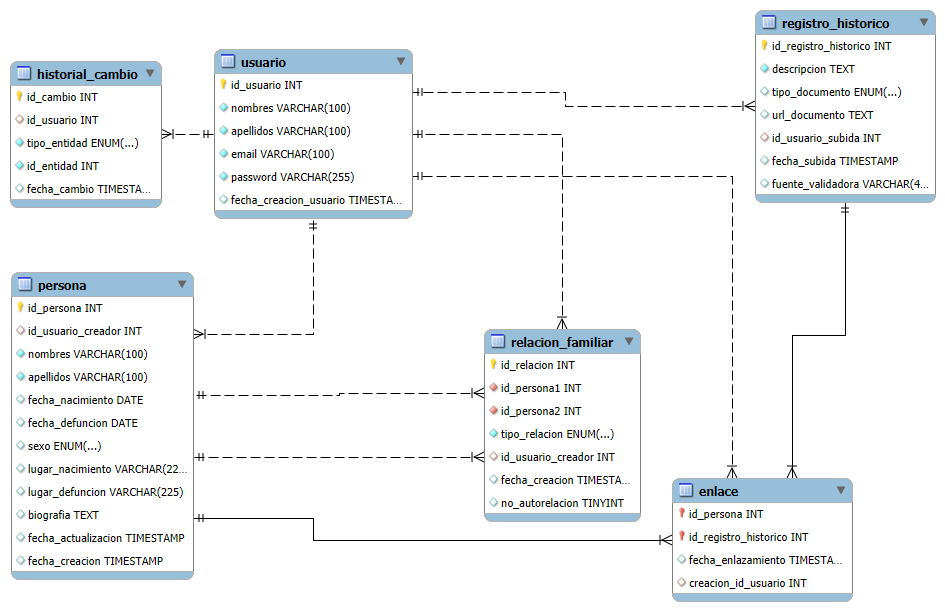 historial_cambio
id_cambio INT
id_usuario INT
tipo_entidad ENUM(...)
id_entidad INT
fecha_cambio TIMESTA...
usuario
id_usuario INT
nombres VARCHAR(100)
apellidos VARCHAR(100)
email VARCHAR(100)
password VARCHAR(255)
fecha_creacion_usuario TIMESTA...
registro_historico
id_registro_historico INT
descripcion TEXT
tipo_documento ENUM(...)
url_documento TEXT
id_usuario_subida INT
fecha_subida TIMESTAMP
fuente_validadora VARCHAR(4...
persona
id_persona INT
id_usuario_creador INT
nombres VARCHAR(100)
apellidos VARCHAR(100)
fecha_nacimiento DATE
fecha_defuncion DATE
sexo ENUM(...)
lugar_nacimiento VARCHAR(22...
lugar_defuncion VARCHAR(225)
biografia TEXT
fecha_actualizacion TIMESTAMP
fecha_creacion TIMESTAMP
relacion_familiar
id_relacion INT
id_persona1 INT
id_persona2 INT
tipo_relacion ENUM(...)
id_usuario_creador INT
fecha_creacion TIMESTA...
no_autorelacion TINYINT
enlace
id_persona INT
id_registro_historico INT
fecha_enlazamiento TIMESTA...
creacion_id_usuario INT